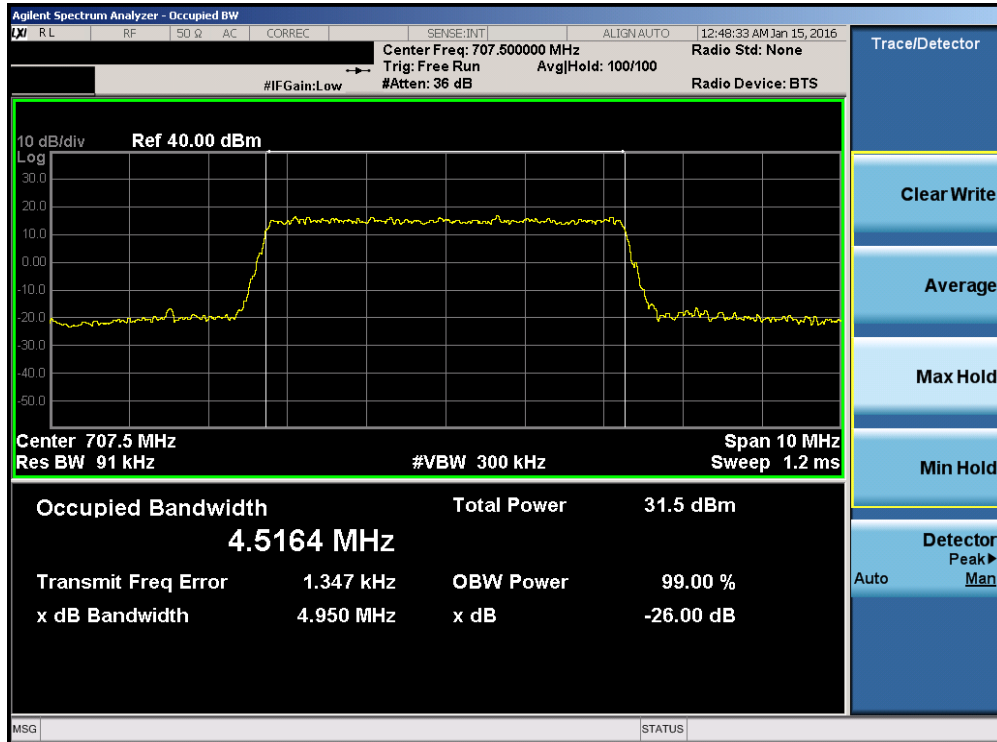 Agilent Spectrum Analyzer - Occupied BW
LXI RL RF 50 Ω AC CORREC SENSE:INT ALIGN AUTO 12:48:33 AM Jan 15, 2016
Center Freq: 707.500000 MHz Radio Std: None
Trig: Free Run Avg|Hold: 100/100
#IFGain:Low #Atten: 36 dB Radio Device: BTS
Trace/Detector
10 dB/div Ref 40.00 dBm
Log
30.0
20.0
10.0
0.00
-10.0
-20.0
-30.0
-40.0
-50.0
Center 707.5 MHz Span 10 MHz
Res BW 91 kHz #VBW 300 kHz Sweep 1.2 ms
Occupied Bandwidth Total Power 31.5 dBm
4.5164 MHz
Transmit Freq Error 1.347 kHz OBW Power 99.00 %
x dB Bandwidth 4.950 MHz x dB -26.00 dB
Clear Write
Average
Max Hold
Min Hold
Detector
Peak▶
Auto Man
MSG STATUS